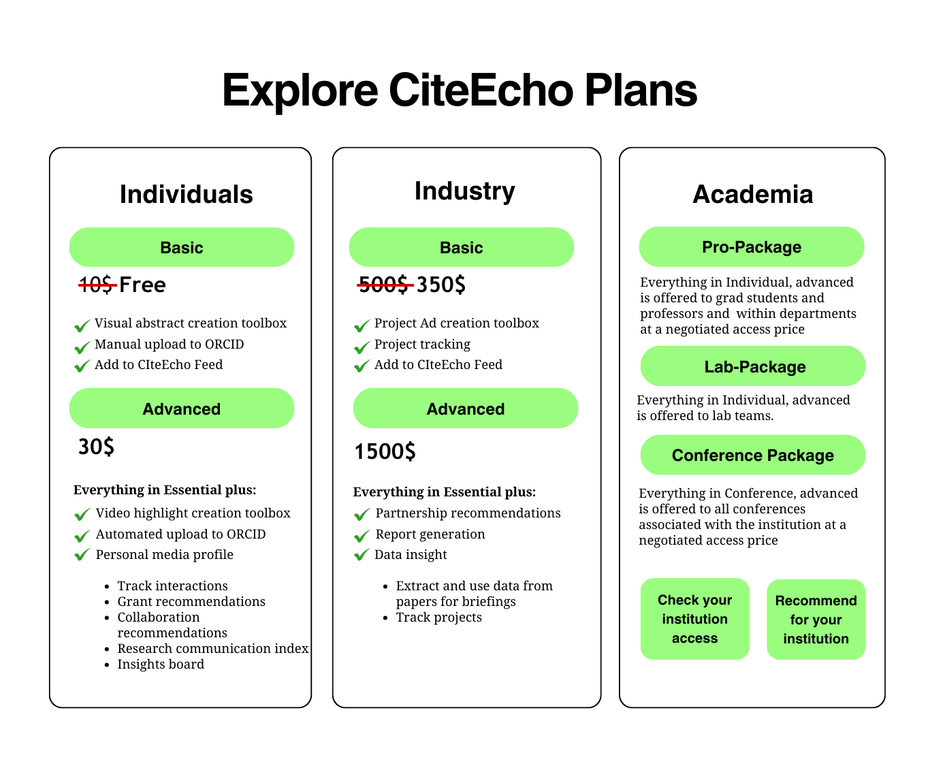 Explore CiteEcho Plans
Individuals
Basic
10$ Free
Visual abstract creation toolbox
Manual upload to ORCID
Add to CIteEcho Feed
Advanced
30$
Everything in Essential plus:
Video highlight creation toolbox
Automated upload to ORCID
Personal media profile
• Track interactions
• Grant recommendations
• Collaboration
recommendations
• Research communication index
• Insights board
Industry
Basic
500$ 350$
Project Ad creation toolbox
Project tracking
Add to CIteEcho Feed
Advanced
1500$
Everything in Essential plus:
Partnership recommendations
Report generation
Data insight
• Extract and use data from
papers for briefings
• Track projects
Academia
Pro-Package
Everything in Individual, advanced
is offered to grad students and
professors and  within departments
at a negotiated access price
Lab-Package
Everything in Individual, advanced
is offered to lab teams.
Conference Package
Everything in Conference, advanced
is offered to all conferences
associated with the institution at a
negotiated access price
Check your
institution
access
Recommend
for your
institution